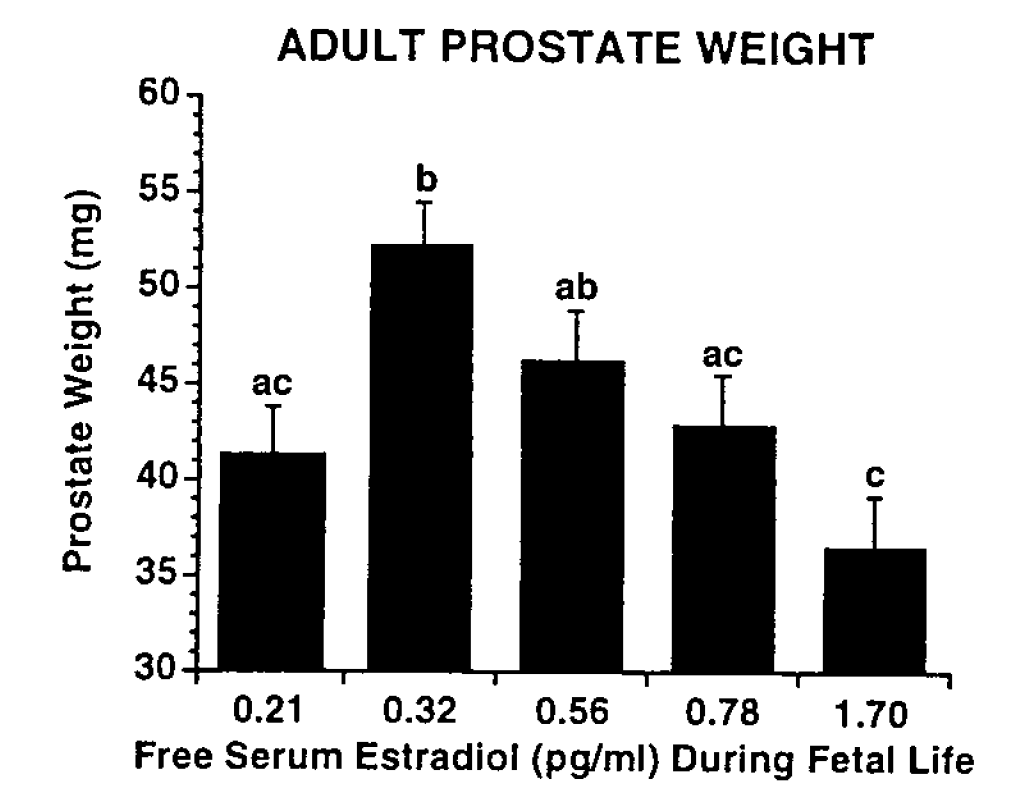 ADULT PROSTATE WEIGHT
60
55
50
45
40
35
30
Prostate Weight (mg)
ac
b
ab
ac
c
0.21 0.32 0.56 0.78 1.70
Free Serum Estradiol (pg/ml) During Fetal Life